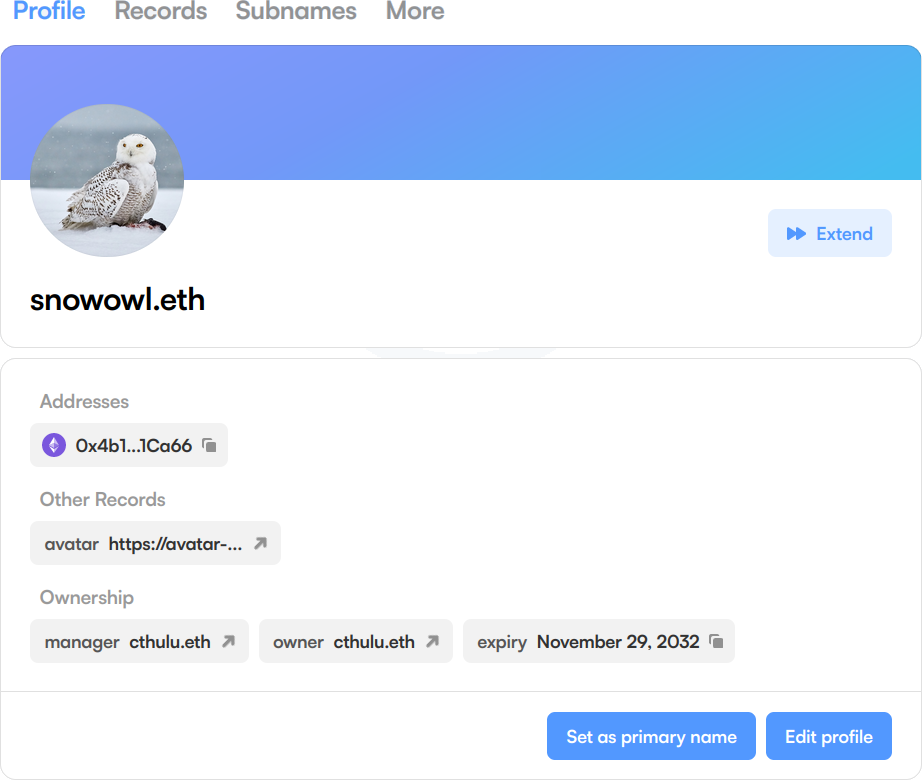 Profile Records Subnames More
Extend
snowowl.eth
Addresses
0x4b1...1Ca66
Other Records
avatar https://avatar-...
Ownership
manager cthulu.eth owner cthulu.eth expiry November 29, 2032
Set as primary name Edit profile